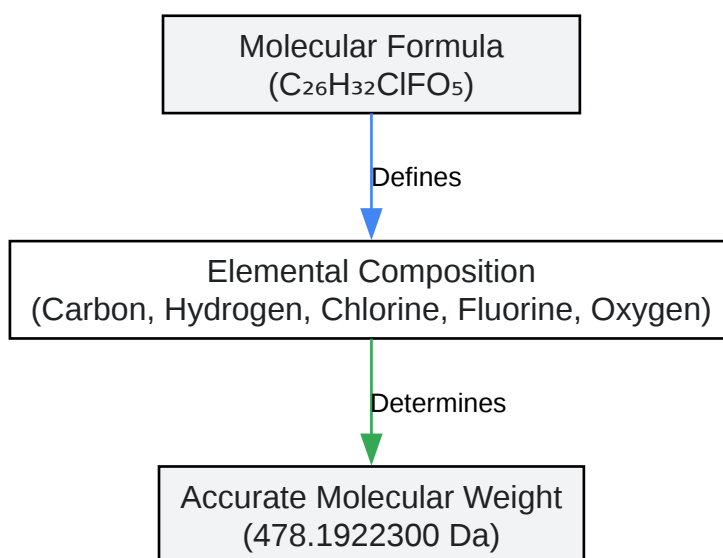 Molecular Formula
(C₂₆H₃₂ClFO₅)
Defines
Elemental Composition
(Carbon, Hydrogen, Chlorine, Fluorine, Oxygen)
Determines
Accurate Molecular Weight
(478.1922300 Da)